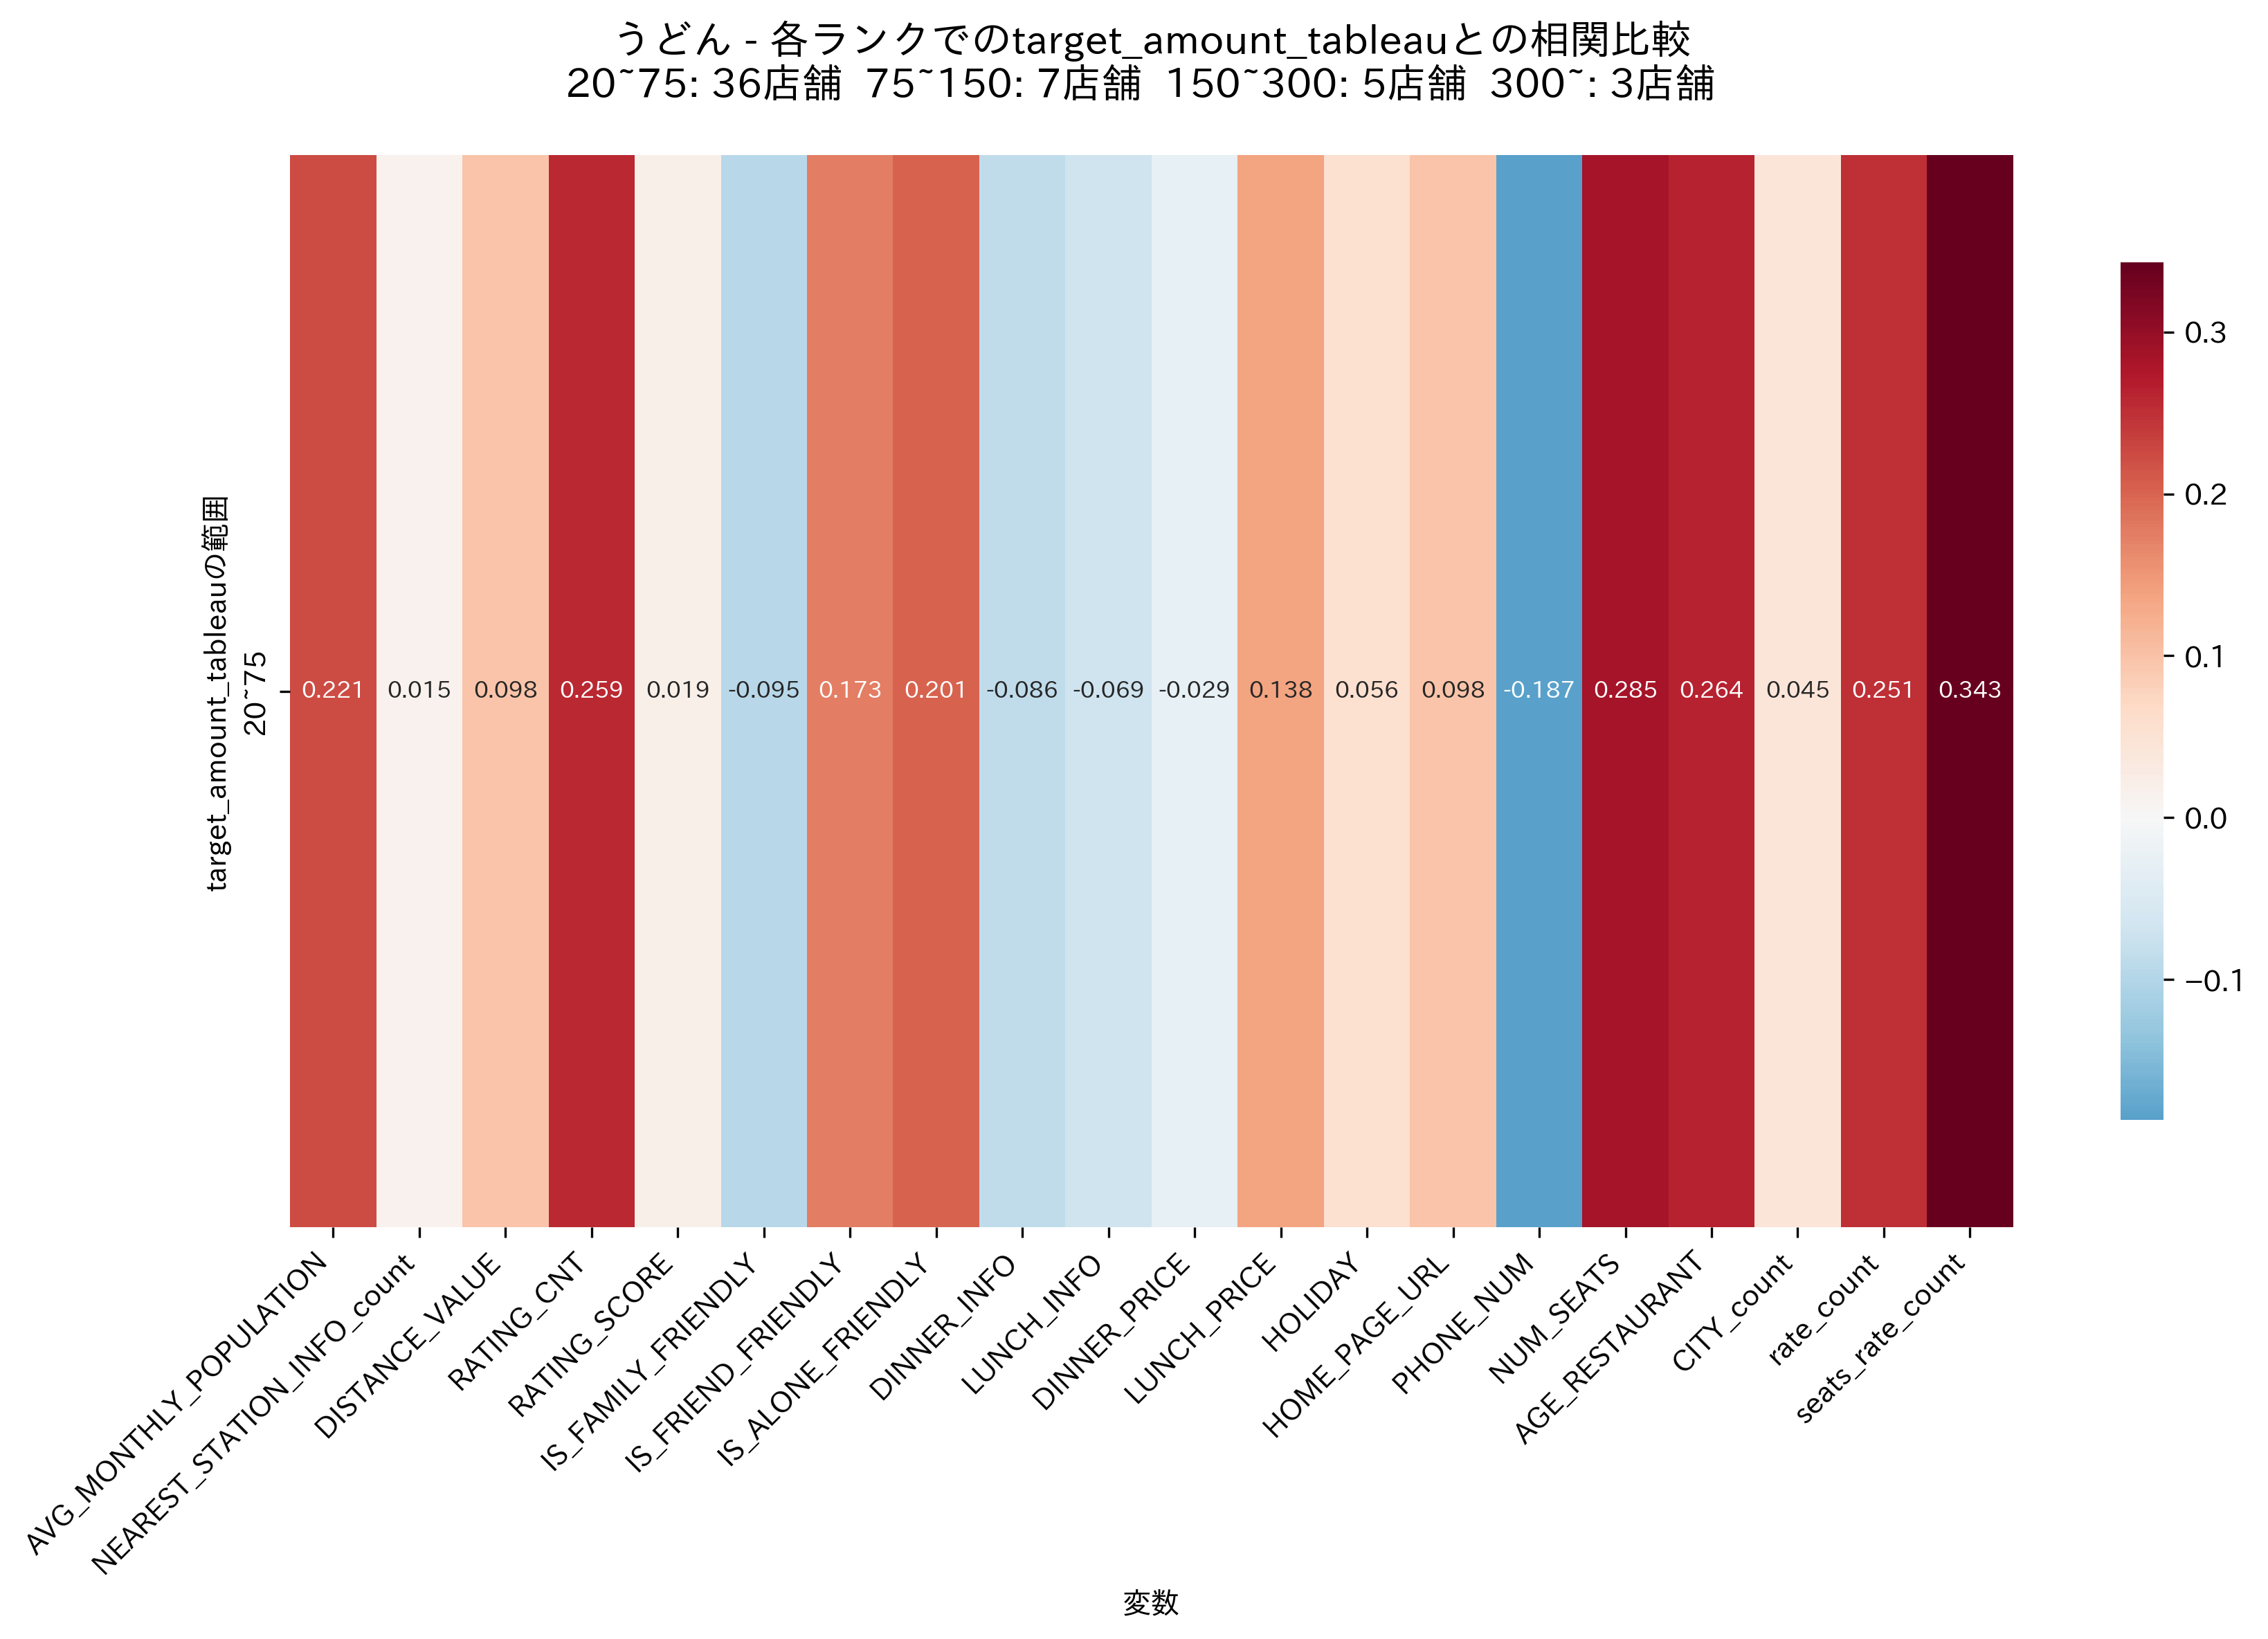 うどん - 各ランクでのtarget_amount_tableauとの相関比較
20~75: 36店舗  75~150: 7店舗  150~300: 5店舗  300~: 3店舗
target_amount_tableauの範囲
20~75
0.221 0.015 0.098 0.259 0.019 -0.095 0.173 0.201 -0.086 -0.069 -0.029 0.138 0.056 0.098 -0.187 0.285 0.264 0.045 0.251 0.343
0.3
0.2
0.1
0.0
−0.1
AVG_MONTHLY_POPULATION
NEAREST_STATION_INFO_count
DISTANCE_VALUE
RATING_CNT
RATING_SCORE
IS_FAMILY_FRIENDLY
IS_FRIEND_FRIENDLY
IS_ALONE_FRIENDLY
DINNER_INFO
LUNCH_INFO
DINNER_PRICE
LUNCH_PRICE
HOLIDAY
HOME_PAGE_URL
PHONE_NUM
NUM_SEATS
AGE_RESTAURANT
CITY_count
rate_count
seats_rate_count
変数